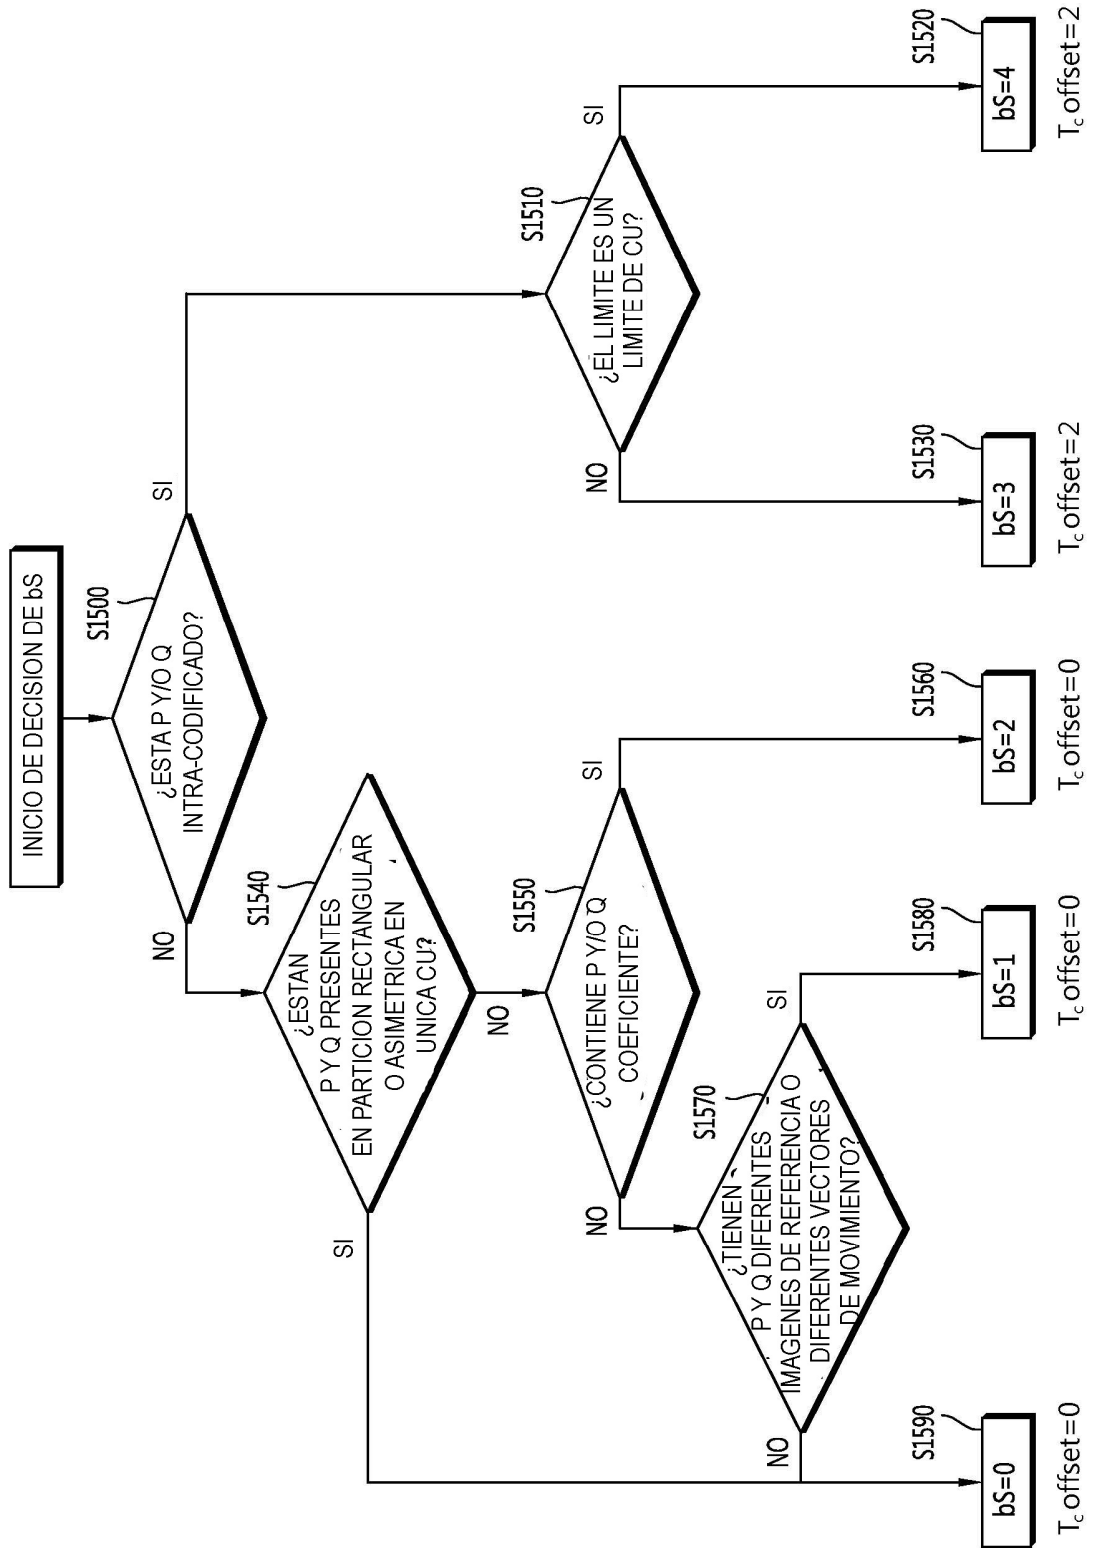 INICIO DE DECISION DE bS
S1500
¿ESTA P Y/O Q
INTRA-CODIFICADO?
NO
SI
S1540
¿ESTAN
P Y Q PRESENTES
EN PARTICION RECTANGULAR
O ASIMETRICA EN
UNICA CU?
SI
NO
S1510
¿EL LIMITE ES UN
LIMITE DE CU?
NO
SI
S1550
¿CONTIENE P Y/O Q
COEFICIENTE?
NO
SI
S1570
¿TIENEN
P Y Q DIFERENTES
IMAGENES DE REFERENCIA O
DIFERENTES VECTORES
DE MOVIMIENTO?
NO
SI
S1590
bS=0
Tc offset=0
S1580
bS=1
Tc offset=0
S1560
bS=2
Tc offset=0
S1530
bS=3
Tc offset=2
S1520
bS=4
Tc offset=2